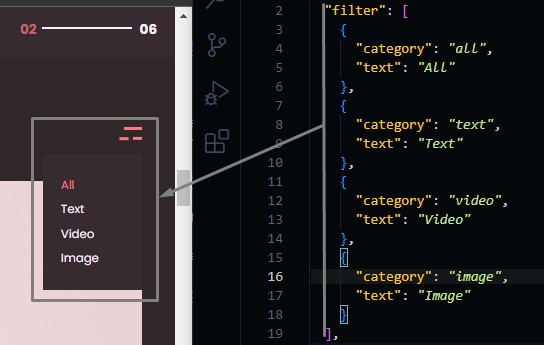 02 06
All
Text
Video
Image
2 "filter": [
3 {
4 "category": "all",
5 "text": "All"
6 },
7 {
8 "category": "text",
9 "text": "Text"
10 },
11 {
12 "category": "video",
13 "text": "Video"
14 },
15 {
16 "category": "image",
17 "text": "Image"
18 }
19 ],